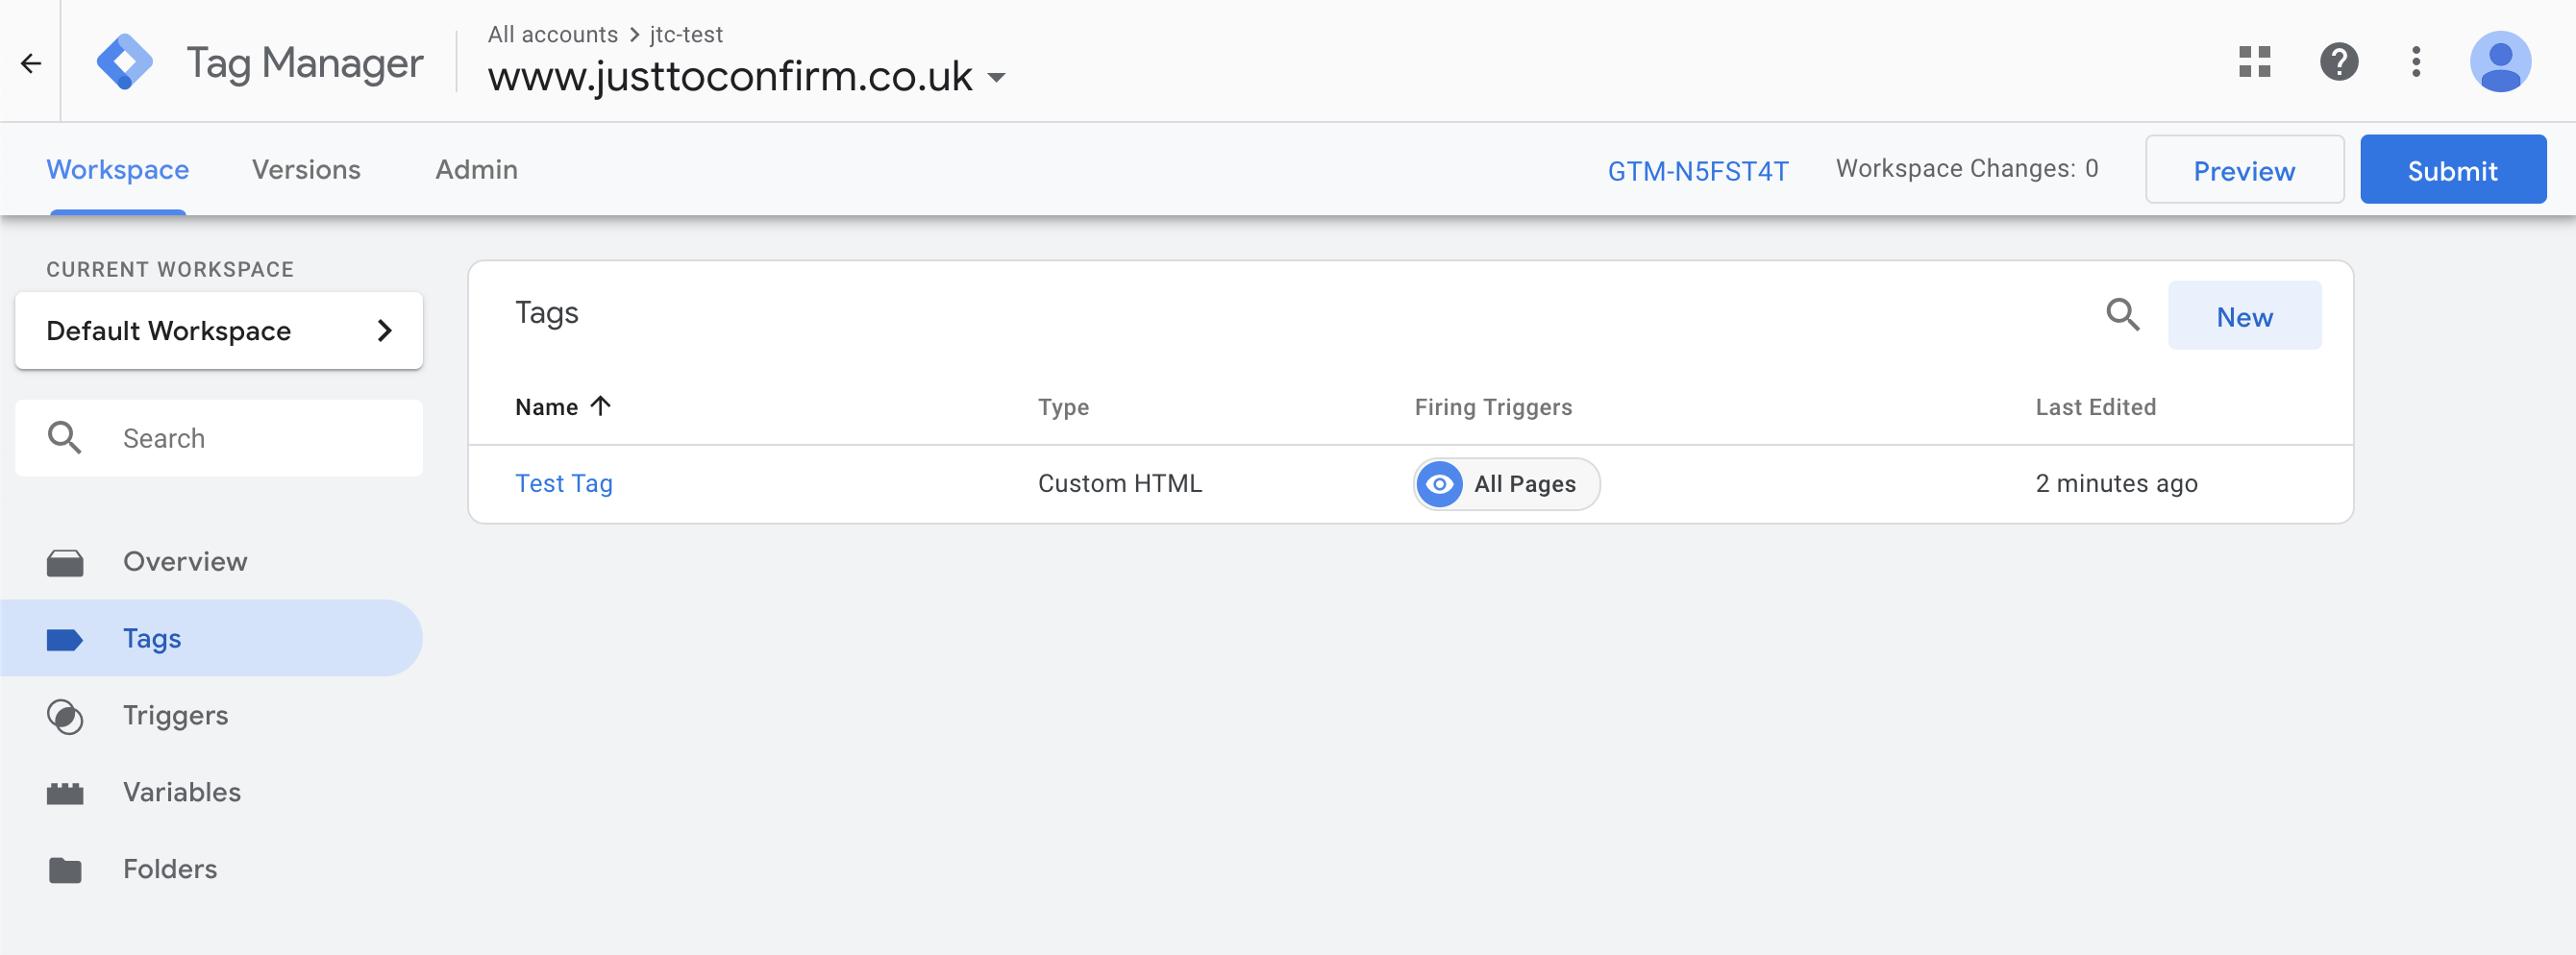 All accounts > jtc-test
Tag Manager
www.justtoconfirm.co.uk
Workspace Versions Admin GTM-N5FST4T Workspace Changes: 0 Preview Submit
CURRENT WORKSPACE
Default Workspace
Search
Overview
Tags
Triggers
Variables
Folders
Tags New
Name Type Firing Triggers Last Edited
Test Tag Custom HTML All Pages 2 minutes ago